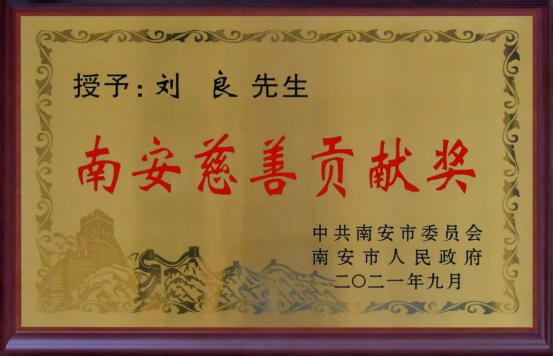 授予:刘 良 先生
南安慈善贡献奖
中共南安市委员会
南安市人民政府
二〇二一年九月